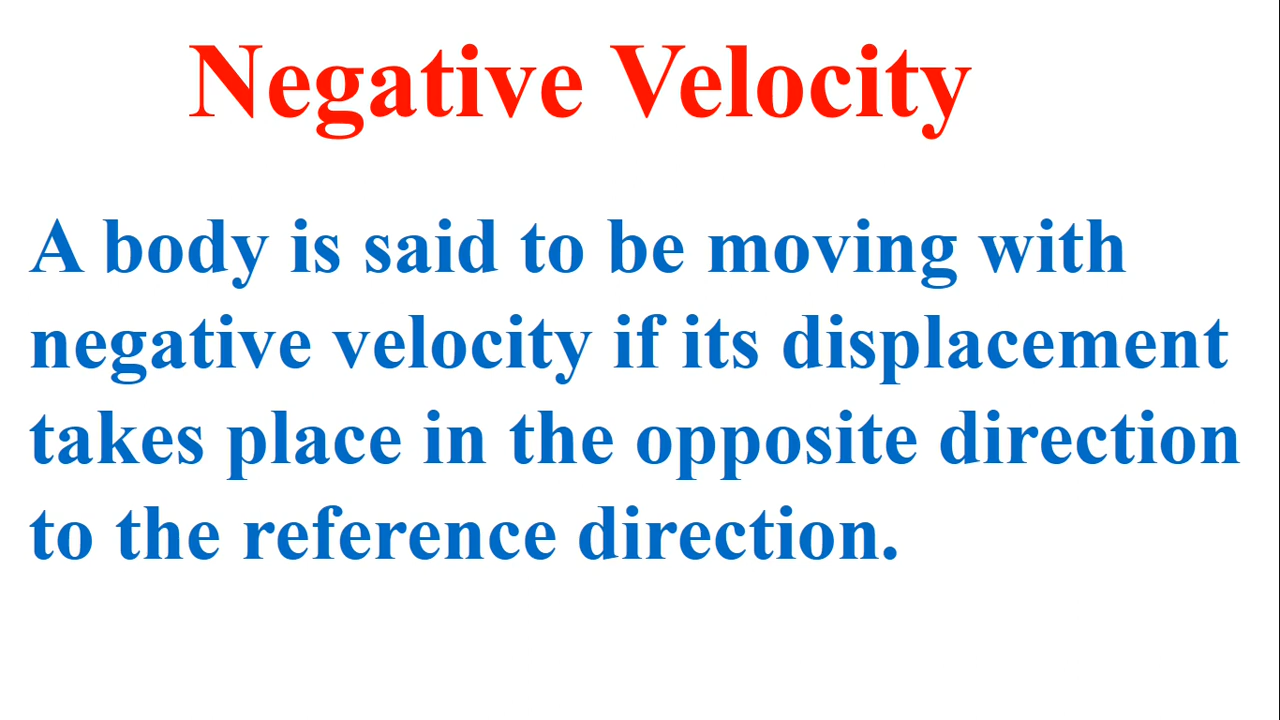 Negative Velocity
A body is said to be moving with
negative velocity if its displacement
takes place in the opposite direction
to the reference direction.